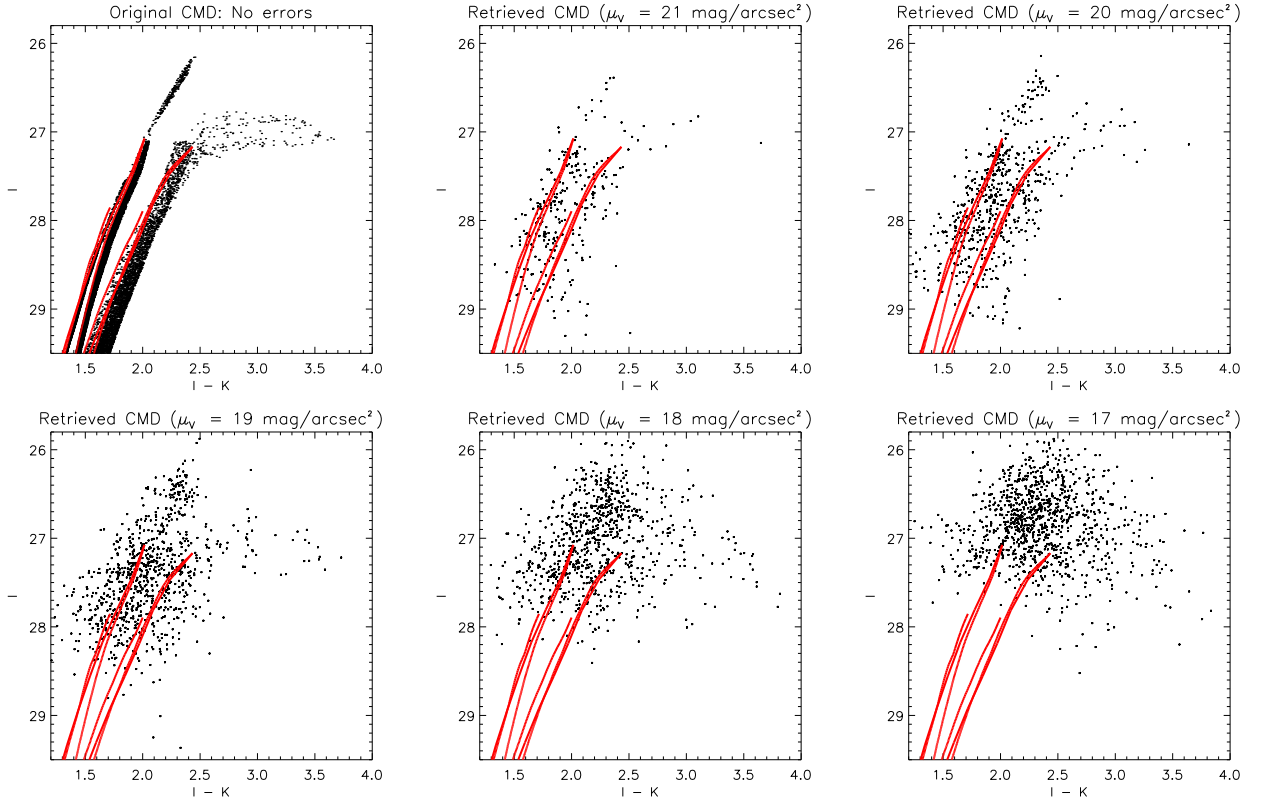 Original CMD: No errors
26
27
28
29
I
1.5 2.0 2.5 3.0 3.5 4.0
I − K
Retrieved CMD (μ_V = 21 mag/arcsec²)
26
27
28
29
I
1.5 2.0 2.5 3.0 3.5 4.0
I − K
Retrieved CMD (μ_V = 20 mag/arcsec²)
26
27
28
29
I
1.5 2.0 2.5 3.0 3.5 4.0
I − K
Retrieved CMD (μ_V = 19 mag/arcsec²)
26
27
28
29
I
1.5 2.0 2.5 3.0 3.5 4.0
I − K
Retrieved CMD (μ_V = 18 mag/arcsec²)
26
27
28
29
I
1.5 2.0 2.5 3.0 3.5 4.0
I − K
Retrieved CMD (μ_V = 17 mag/arcsec²)
26
27
28
29
I
1.5 2.0 2.5 3.0 3.5 4.0
I − K